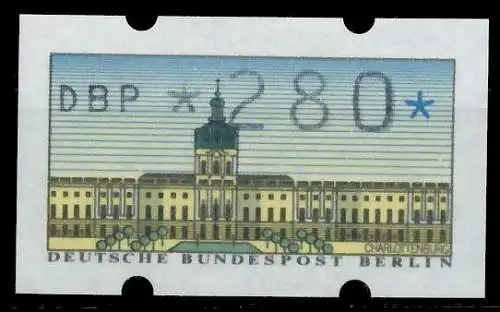 DBP *280*
CHARLOTTENBURG
DEUTSCHE BUNDESPOST BERLIN